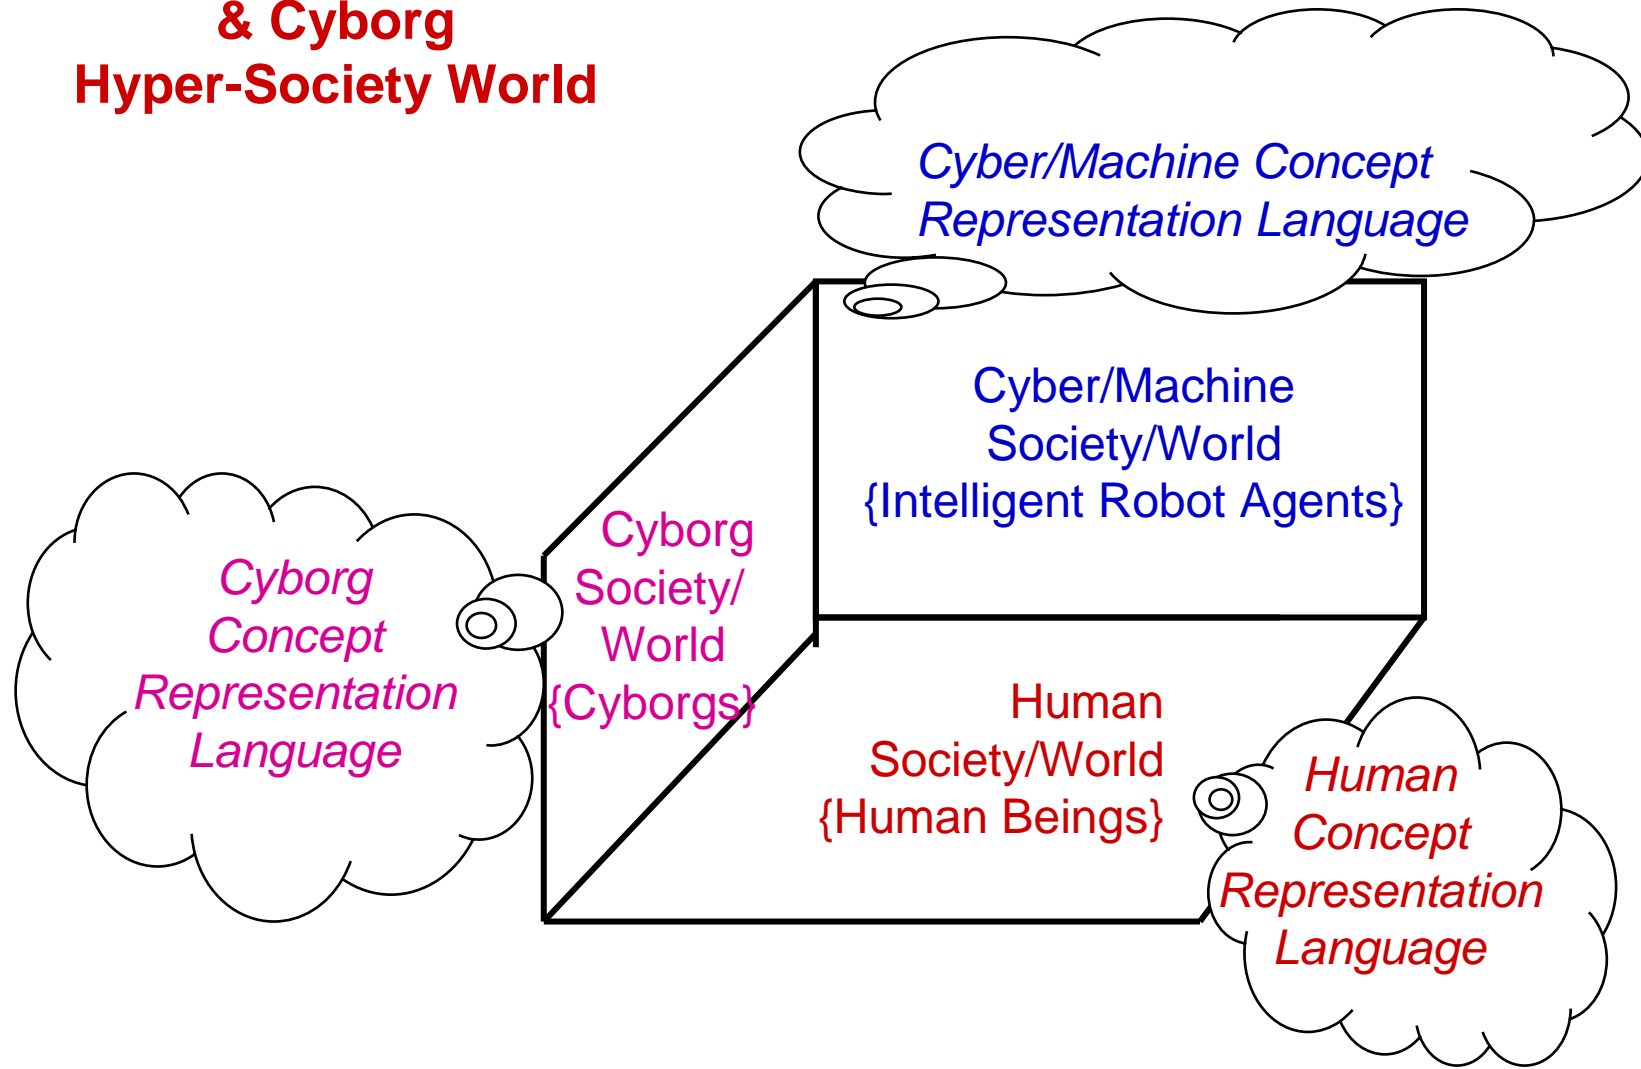 & Cyborg
Hyper-Society World
Cyber/Machine Concept
Representation Language
Cyber/Machine
Society/World
{Intelligent Robot Agents}
Cyborg
Society/
World
{Cyborgs}
Cyborg
Concept
Representation
Language
Human
Society/World
{Human Beings}
Human
Concept
Representation
Language